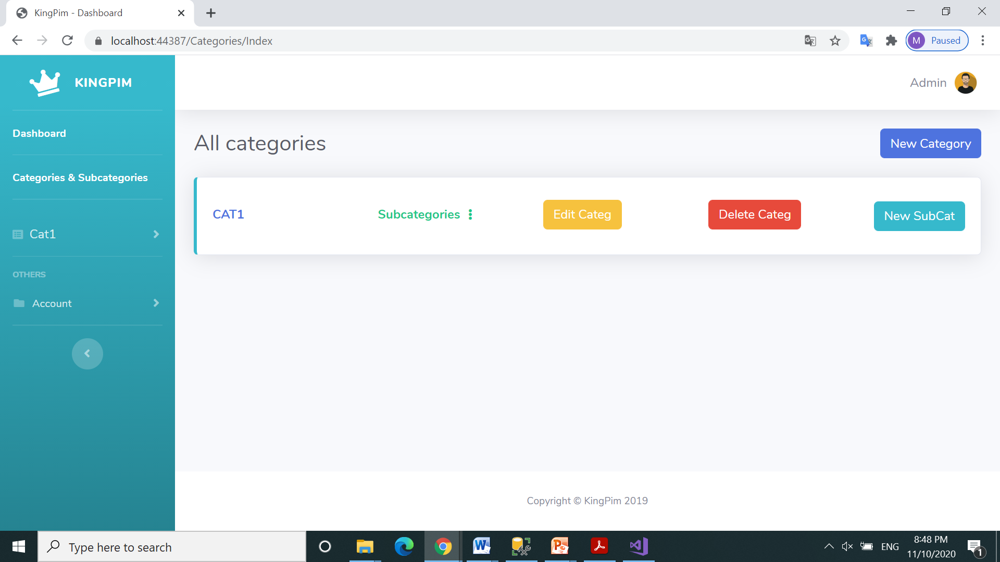 KingPim - Dashboard
localhost:44387/Categories/Index
M Paused
KINGPIM
Admin
Dashboard
All categories
New Category
Categories & Subcategories
CAT1
Subcategories
Edit Categ
Delete Categ
New SubCat
Cat1
OTHERS
Account
Copyright © KingPim 2019
Type here to search
ENG
8:48 PM
11/10/2020
1